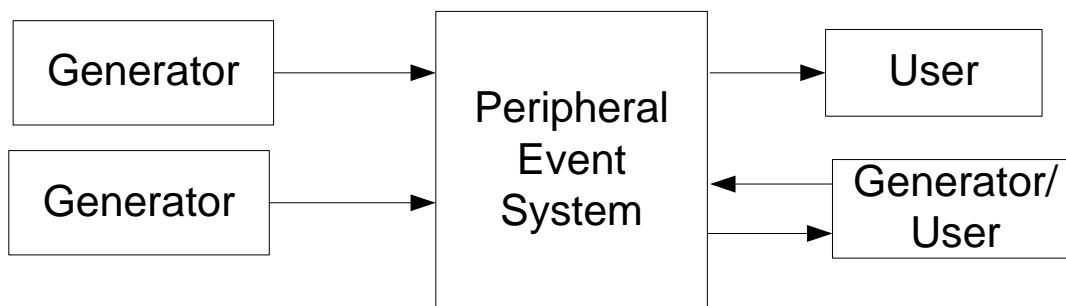 Generator
Generator
Peripheral
Event
System
User
Generator/
User